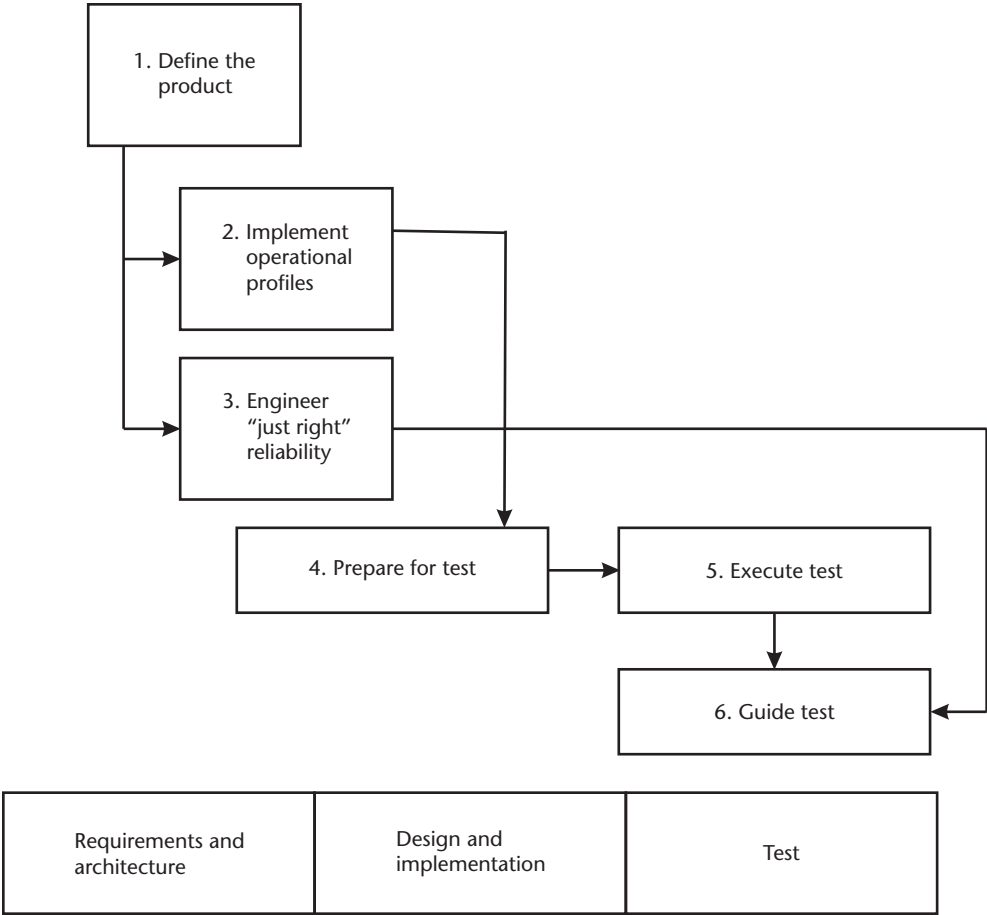 1. Define the
product
2. Implement
operational
profiles
3. Engineer
“just right”
reliability
4. Prepare for test
5. Execute test
6. Guide test
Requirements and
architecture
Design and
implementation
Test